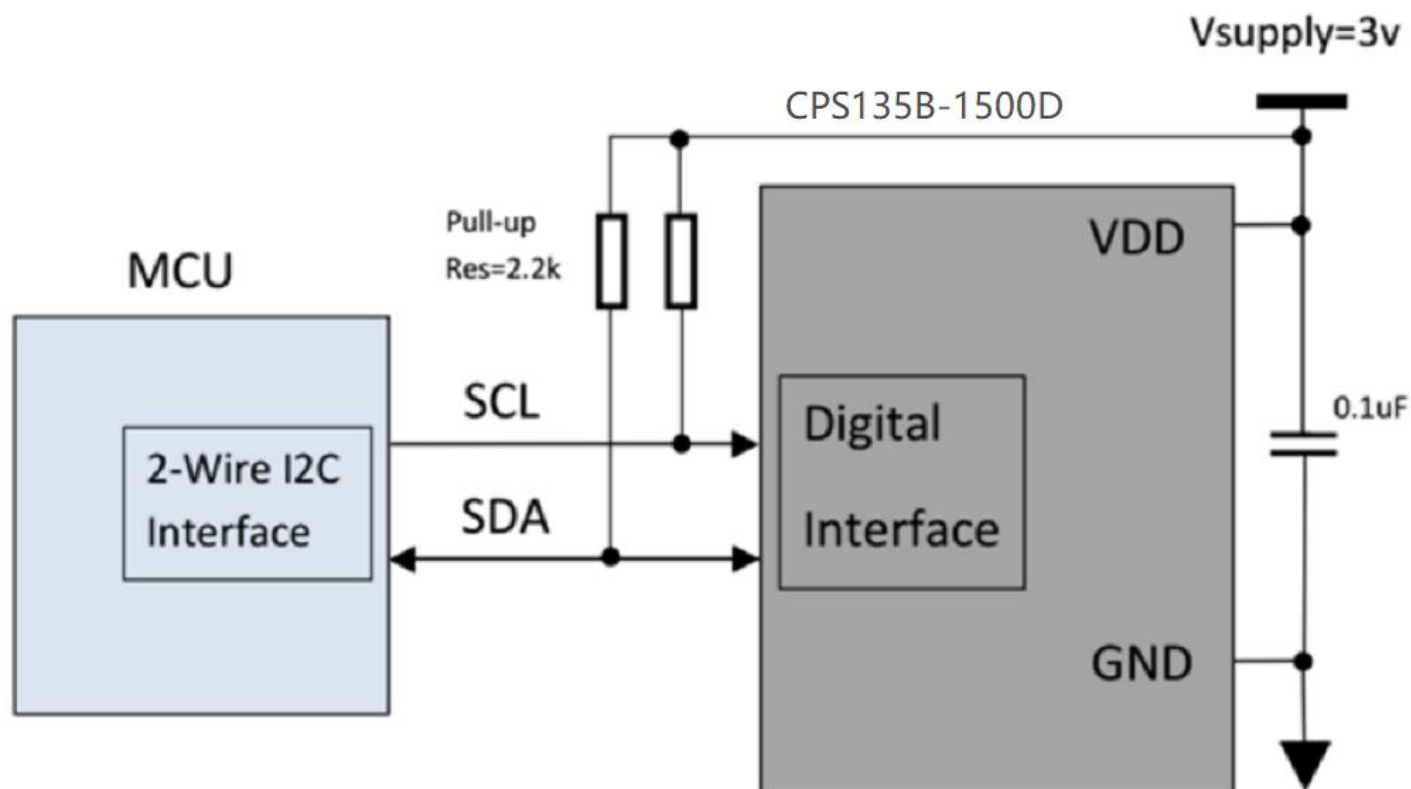 Vsupply=3v
CPS135B-1500D
Pull-up
Res=2.2k
MCU
VDD
SCL
0.1uF
2-Wire I2C
Interface
SDA
Digital
Interface
GND